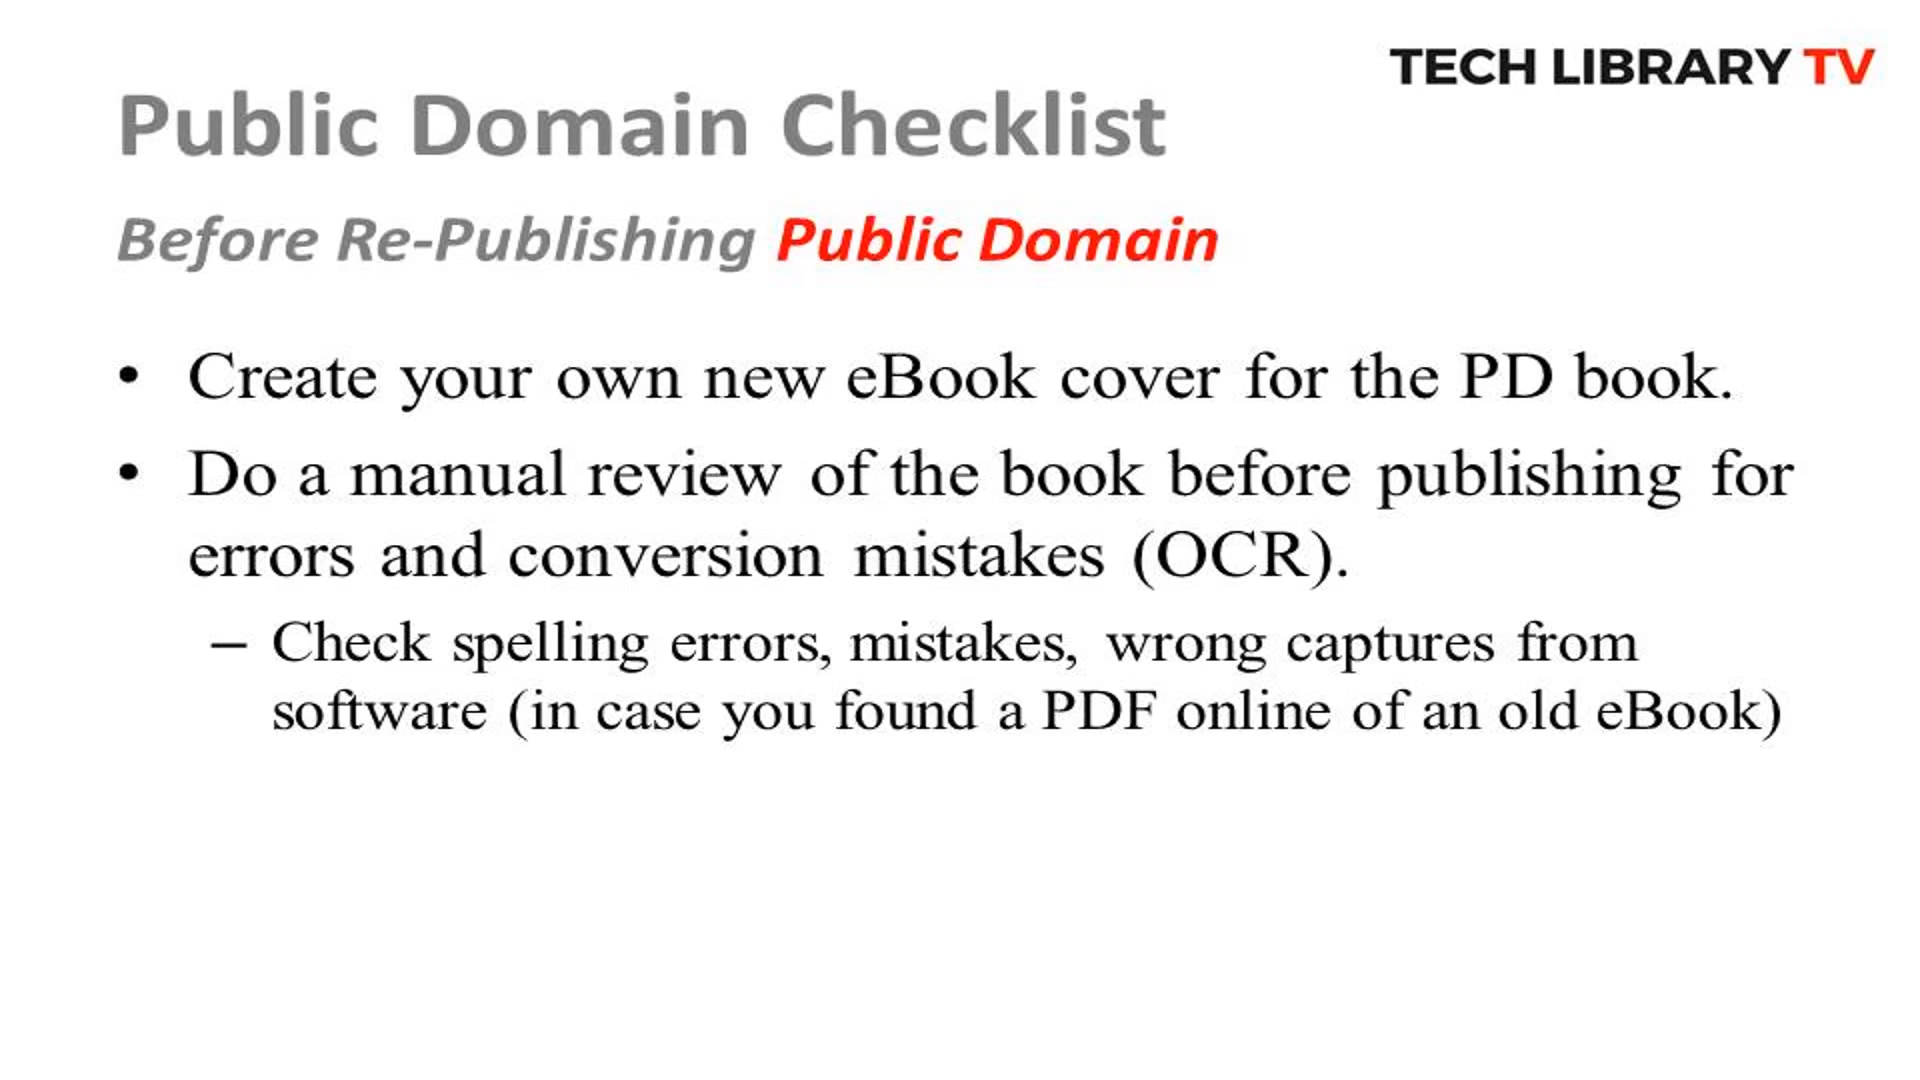 TECH LIBRARY TV
Public Domain Checklist
Before Re-Publishing Public Domain
• Create your own new eBook cover for the PD book.
• Do a manual review of the book before publishing for
errors and conversion mistakes (OCR).
– Check spelling errors, mistakes, wrong captures from
software (in case you found a PDF online of an old eBook)